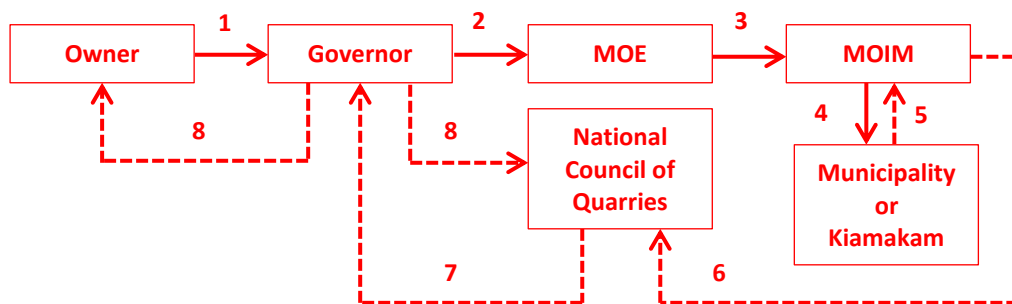 1
2
3
Owner
Governor
MOE
MOIM
8
8
4
5
National
Council of
Quarries
Municipality
or
Kiamakam
7
6